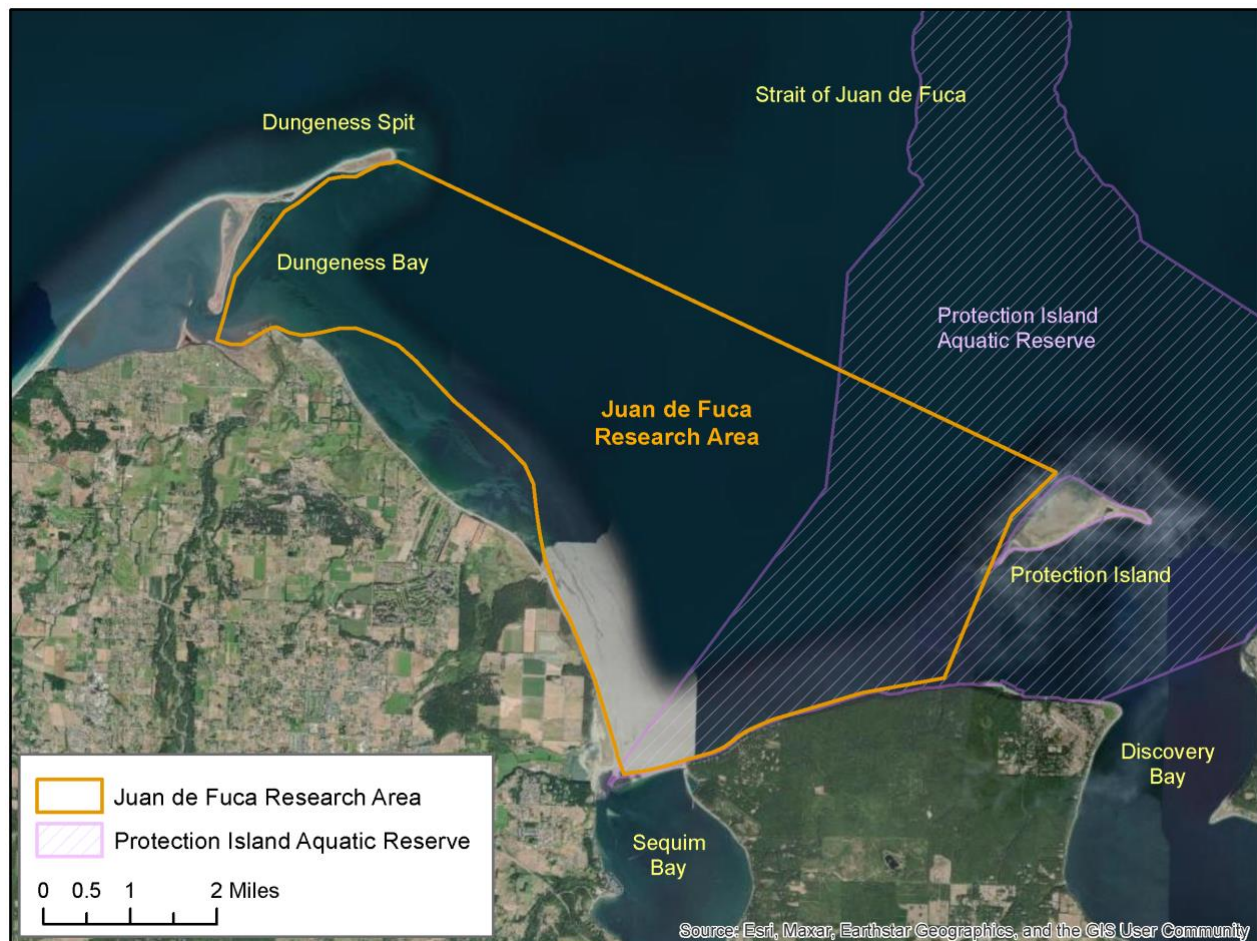 Strait of Juan de Fuca
Dungeness Spit
Dungeness Bay
Protection Island
Aquatic Reserve
Juan de Fuca
Research Area
Protection Island
Discovery
Bay
Sequim
Bay
Juan de Fuca Research Area
Protection Island Aquatic Reserve
0 0.5 1 2 Miles
Source: Esri, Maxar, Earthstar Geographics, and the GIS User Community